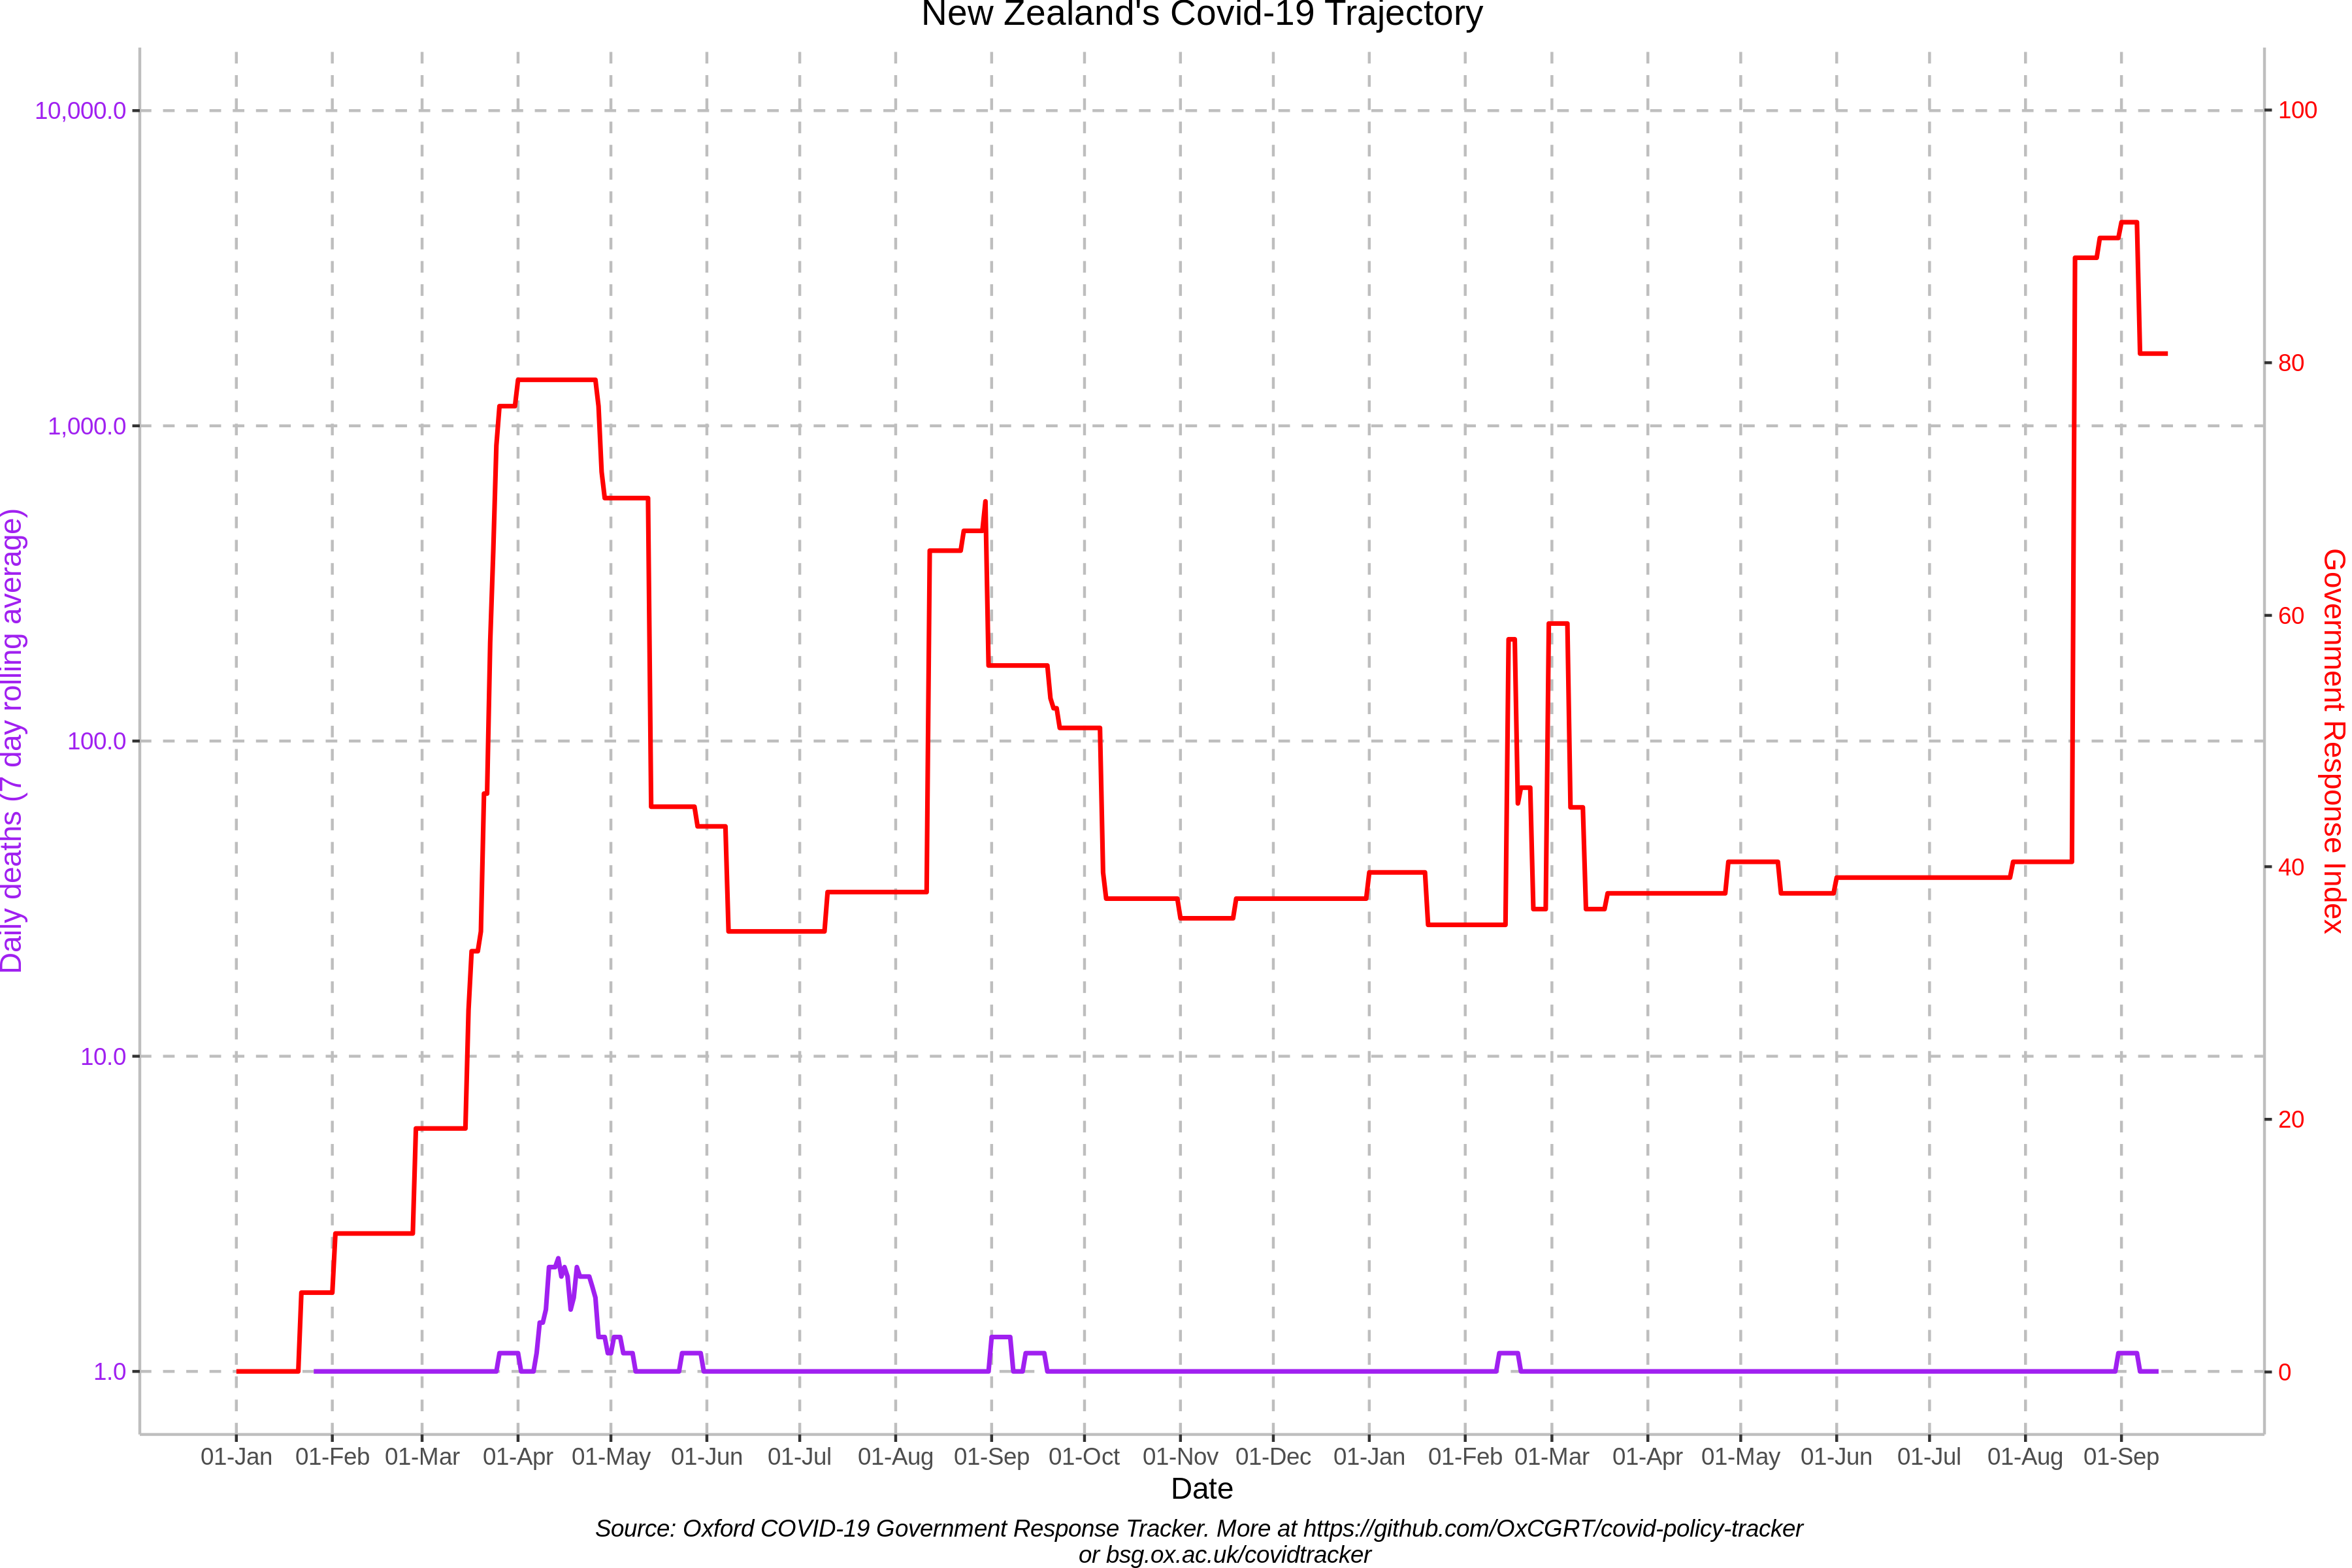 New Zealand's Covid-19 Trajectory
10,000.0
1,000.0
100.0
10.0
1.0
Daily deaths (7 day rolling average)
100
80
60
40
20
0
Government Response Index
01-Jan 01-Feb 01-Mar 01-Apr 01-May 01-Jun 01-Jul 01-Aug 01-Sep 01-Oct 01-Nov 01-Dec 01-Jan 01-Feb 01-Mar 01-Apr 01-May 01-Jun 01-Jul 01-Aug 01-Sep
Date
Source: Oxford COVID-19 Government Response Tracker. More at https://github.com/OxCGRT/covid-policy-tracker
or bsg.ox.ac.uk/covidtracker